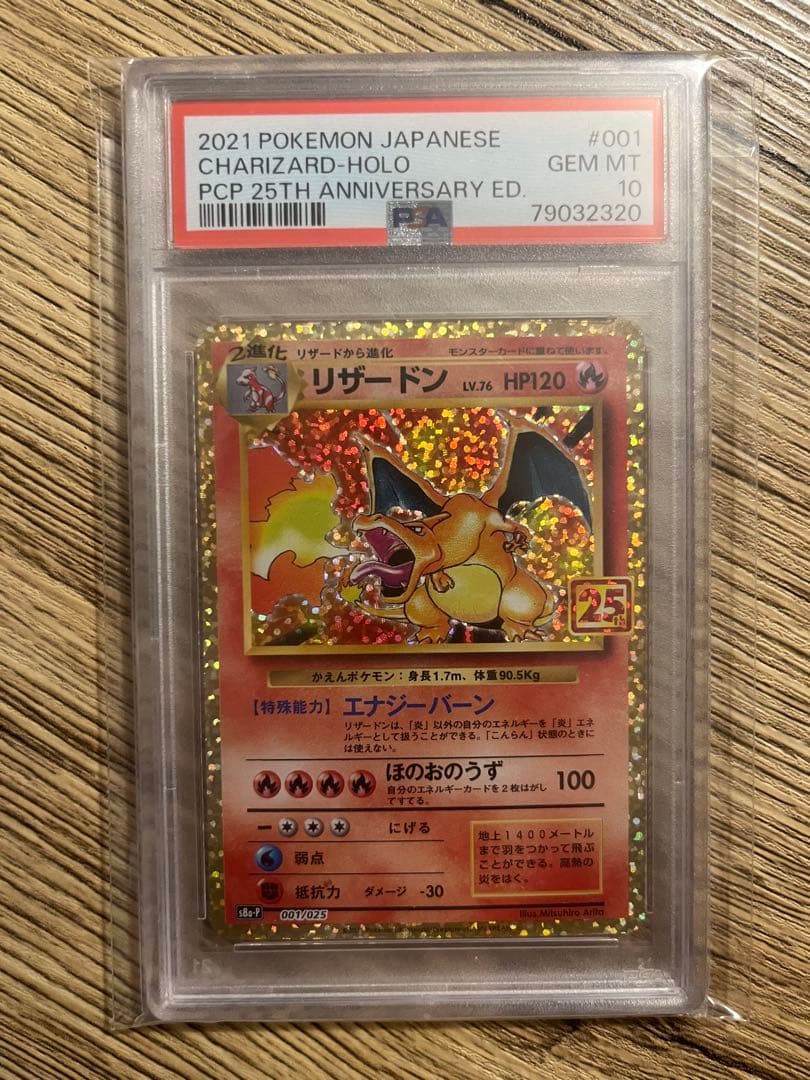 2021 POKEMON JAPANESE #001
CHARIZARD-HOLO GEM MT
PCP 25TH ANNIVERSARY ED. 10
PSA 79032320
2進化 リザードから進化 モンスターカードに重ねて使います。
リザードン LV.76 HP120
25th
かえんポケモン:身長1.7m、体重90.5Kg
【特殊能力】エナジーバーン
リザードンは、「炎」以外の自分のエネルギーを「炎」エネ
ルギーとして扱うことができる。「こんらん」状態のときに
は使えない。
ほのおのうず 100
自分のエネルギーカードを2枚はがし
てすてる。
にげる
弱点
抵抗力 ダメージ -30
地上1400メートル
まで羽をつかって飛ぶ
ことができる。高熱の
炎をはく。
s8a-P 001/025
Illus Mitsuhiro Arita